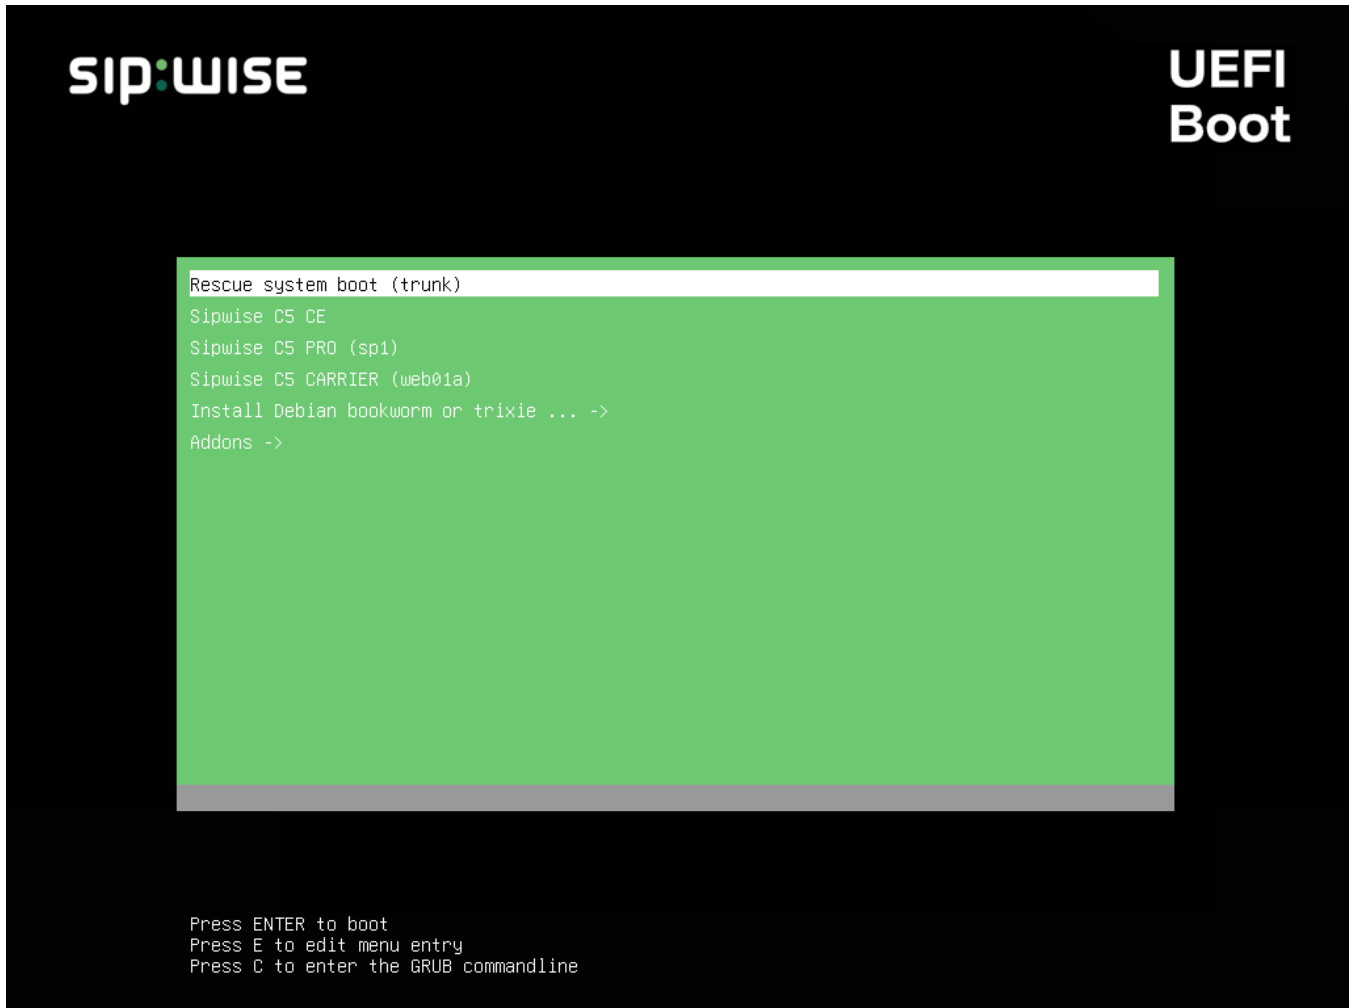 sip:wise
UEFI
Boot
Rescue system boot (trunk)
Sipwise C5 CE
Sipwise C5 PRO (sp1)
Sipwise C5 CARRIER (web01a)
Install Debian bookworm or trixie ... ->
Addons ->
Press ENTER to boot
Press E to edit menu entry
Press C to enter the GRUB commandline